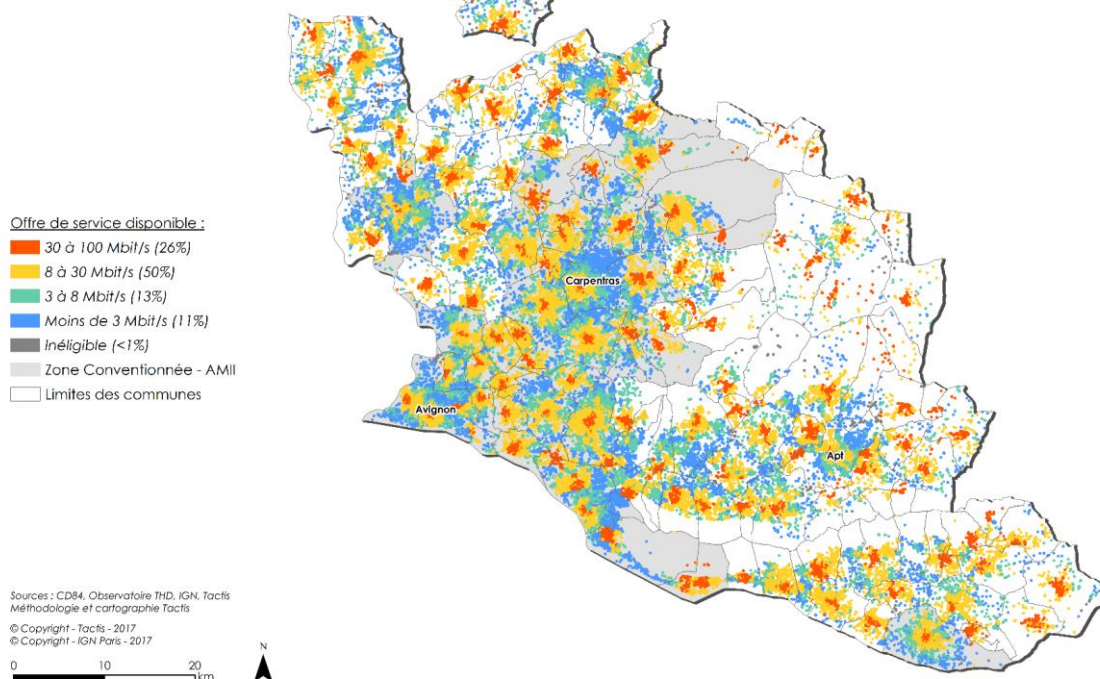 Offre de service disponible :
30 à 100 Mbit/s (26%)
8 à 30 Mbit/s (50%)
3 à 8 Mbit/s (13%)
Moins de 3 Mbit/s (11%)
Inéligible (<1%)
Zone Conventionnée - AMII
Limites des communes
Carpentras
Avignon
Apt
Sources : CD84, Observatoire THD, IGN, Tactis
Méthodologie et cartographie Tactis
© Copyright - Tactis - 2017
© Copyright - IGN Paris - 2017
0 10 20
km
N